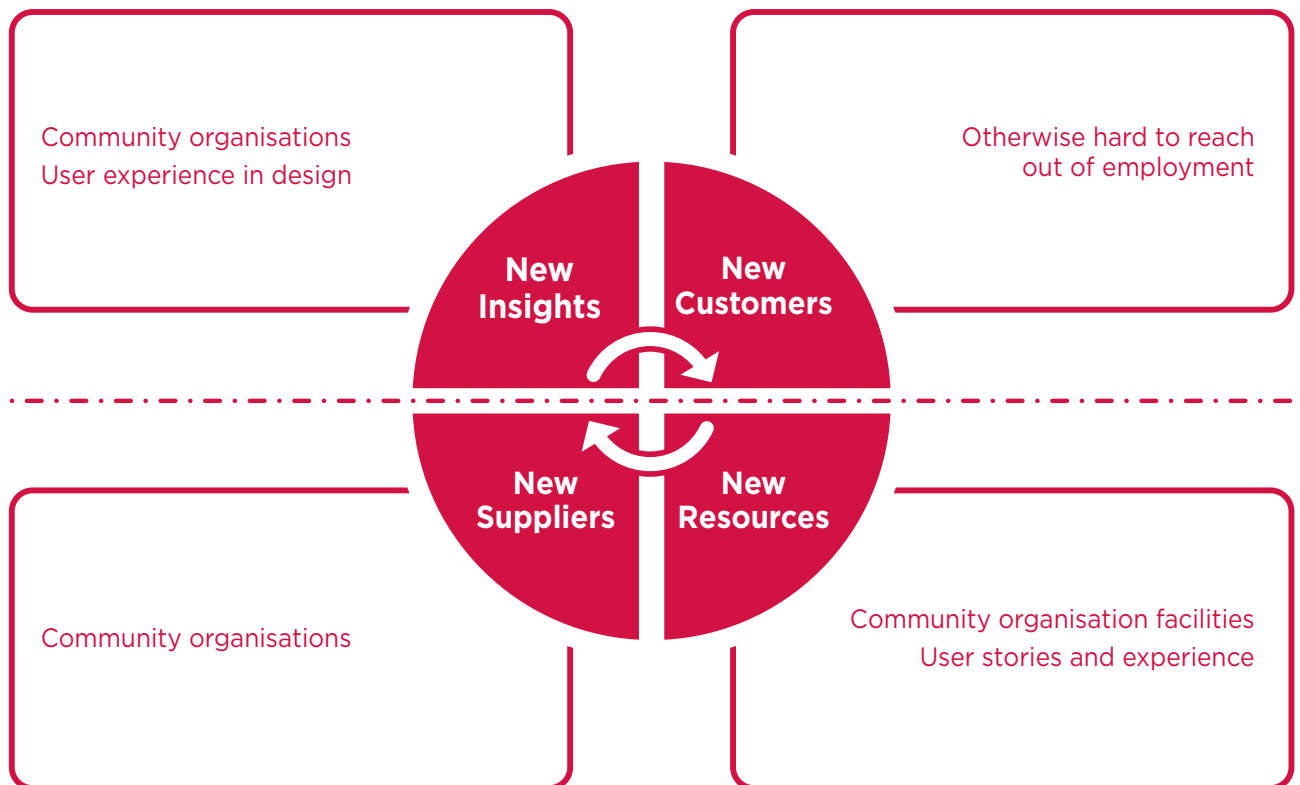 Community organisations
User experience in design
Otherwise hard to reach
out of employment
New
Insights
New
Customers
New
Suppliers
New
Resources
Community organisations
Community organisation facilities
User stories and experience